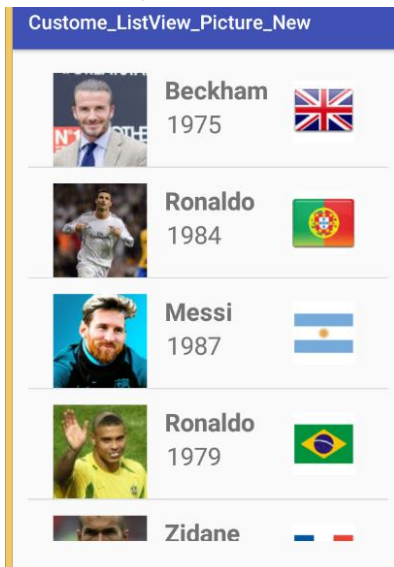 Custome_ListView_Picture_New
Beckham
1975
Ronaldo
1984
Messi
1987
Ronaldo
1979
Zidane